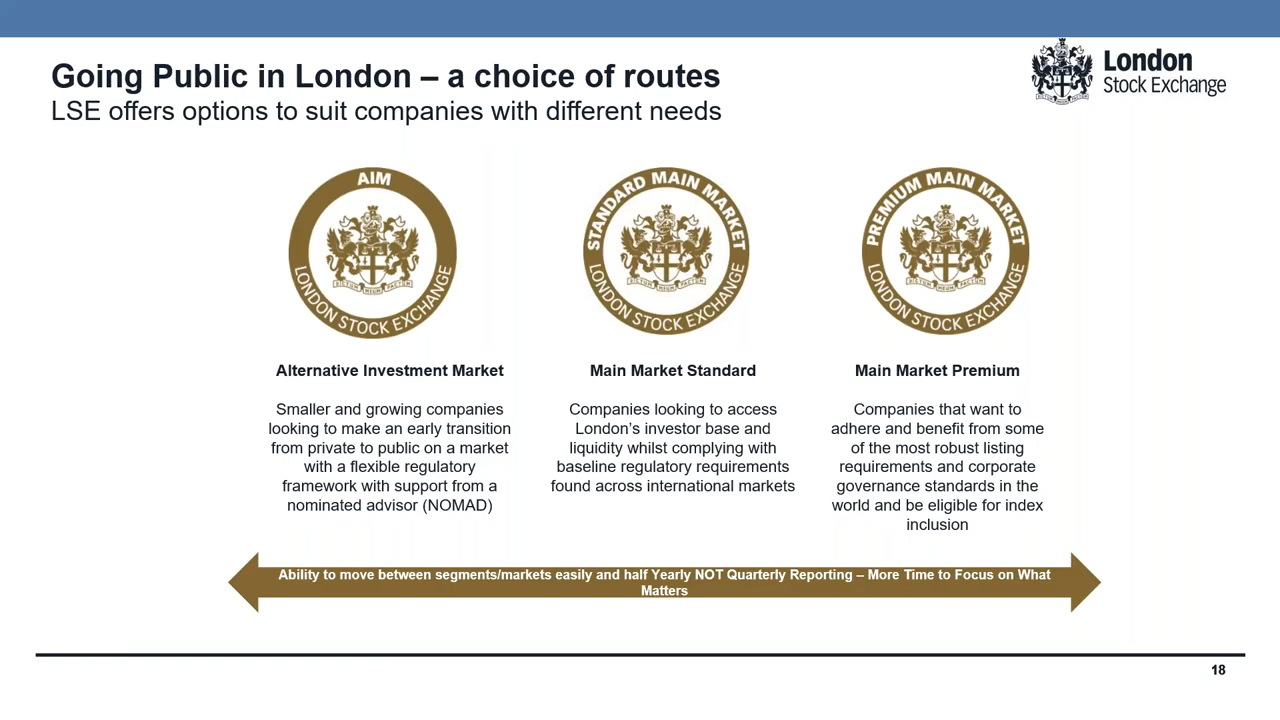 Going Public in London – a choice of routes
LSE offers options to suit companies with different needs
London
Stock Exchange
AIM
LONDON STOCK EXCHANGE
STANDARD MAIN MARKET
LONDON STOCK EXCHANGE
PREMIUM MAIN MARKET
LONDON STOCK EXCHANGE
Alternative Investment Market
Smaller and growing companies
looking to make an early transition
from private to public on a market
with a flexible regulatory
framework with support from a
nominated advisor (NOMAD)
Main Market Standard
Companies looking to access
London’s investor base and
liquidity whilst complying with
baseline regulatory requirements
found across international markets
Main Market Premium
Companies that want to
adhere and benefit from some
of the most robust listing
requirements and corporate
governance standards in the
world and be eligible for index
inclusion
Ability to move between segments/markets easily and half Yearly NOT Quarterly Reporting – More Time to Focus on What
Matters
18